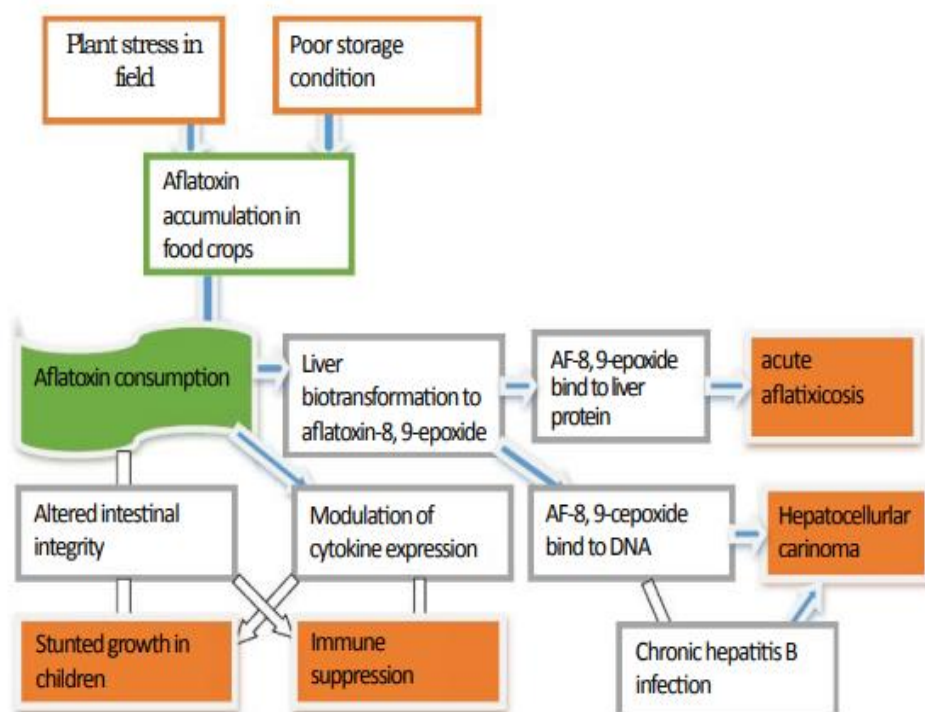 Plant stress in
field
Poor storage
condition
Aflatoxin
accumulation in
food crops
Aflatoxin consumption
Liver
biotransformation to
aflatoxin-8, 9-epoxide
AF-8, 9-epoxide
bind to liver
protein
acute
aflatixicosis
Altered intestinal
integrity
Modulation of
cytokine expression
AF-8, 9-cepoxide
bind to DNA
Hepatocellurlar
carinoma
Stunted growth in
children
Immune
suppression
Chronic hepatitis B
infection